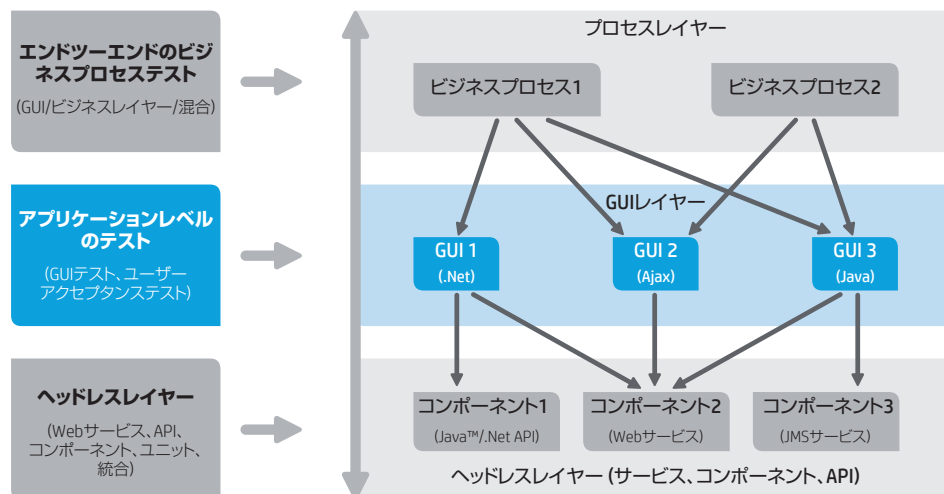 エンドツーエンドのビジ
ネスプロセステスト
(GUI/ビジネスレイヤー/混合)
アプリケーションレベル
のテスト
(GUIテスト、ユーザー
アクセプタンステスト)
ヘッドレスレイヤー
(Webサービス、API、
コンポーネント、ユニット、
統合)
プロセスレイヤー
ビジネスプロセス1
ビジネスプロセス2
GUIレイヤー
GUI 1
(.Net)
GUI 2
(Ajax)
GUI 3
(Java)
コンポーネント1
(Java™/.Net API)
コンポーネント2
(Webサービス)
コンポーネント3
(JMSサービス)
ヘッドレスレイヤー (サービス、コンポーネント、API)